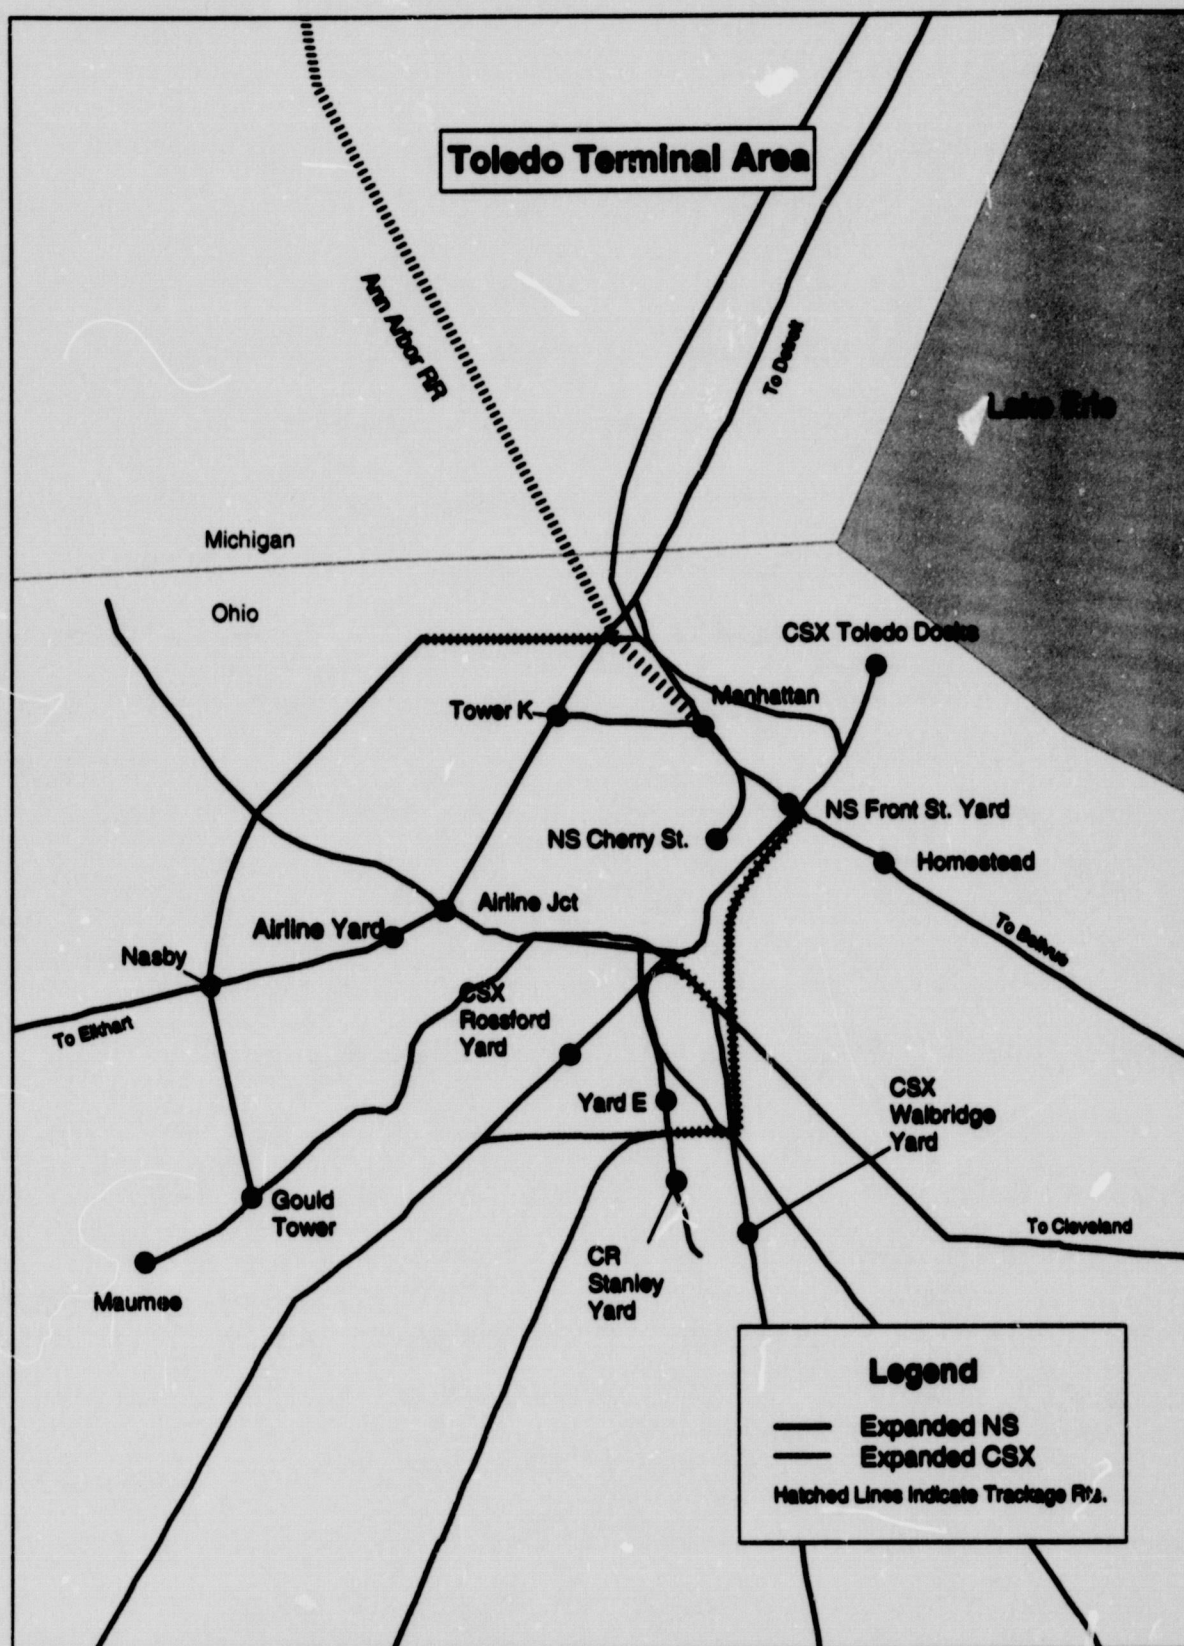 Toledo Terminal Area
Ann Arbor RR
To Detroit
Lake Erie
Michigan
Ohio
CSX Toledo Docks
Manhattan
Tower K
NS Front St. Yard
NS Cherry St.
Homestead
Airline Jct
Airline Yard
To Bellvue
Nasby
To Elkhart
CSX
Rossford
Yard
Yard E
CSX
Walbridge
Yard
Gould
Tower
To Cleveland
CR
Stanley
Yard
Maumee
Legend
Expanded NS
Expanded CSX
Hatched Lines Indicate Trackage Rts.